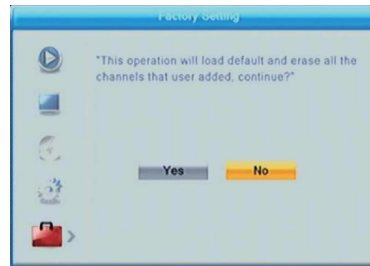 Factory Setting
"This operation will load default and erase all the
channels that user added, continue?"
Yes
No